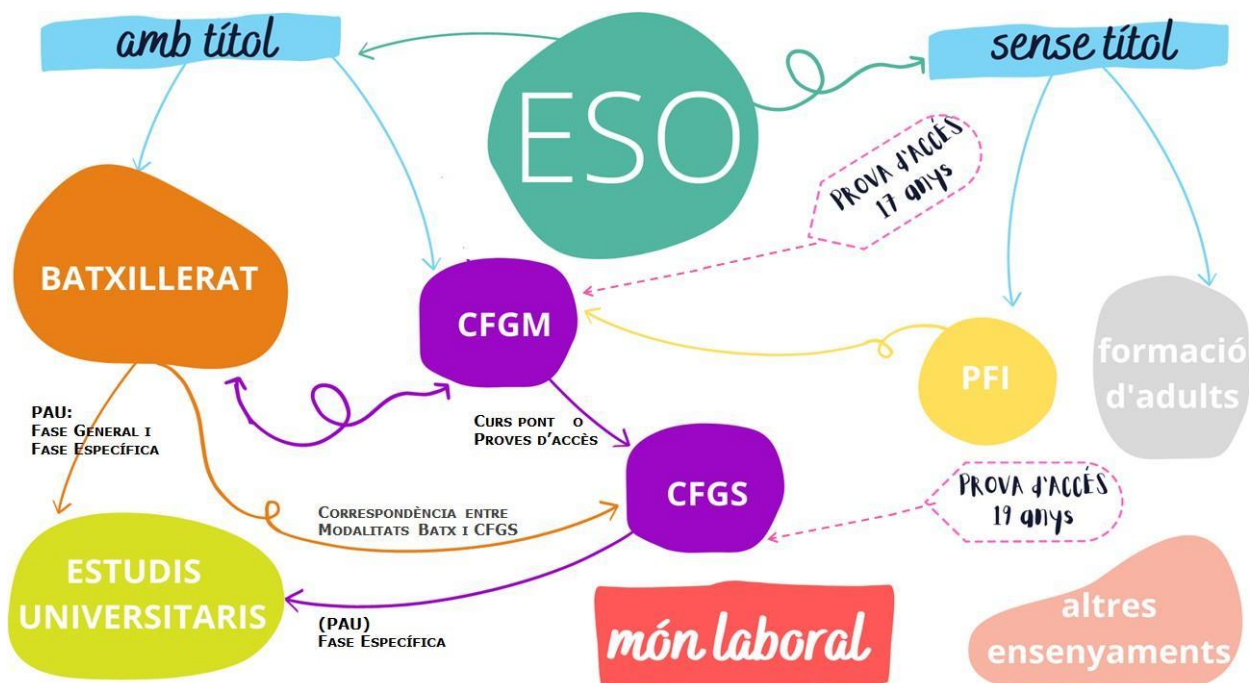 amb títol
ESO
sense títol
PROVA d'ACCÉS
17 anys
BATXILLERAT
CFGM
PFI
formació
d'adults
PAU:
FASE GENERAL I
FASE ESPECÍFICA
CURS PONT O
PROVES D'ACCÈS
CFGS
PROVA d'ACCÉS
19 anys
CORRESPONDÈNCIA ENTRE
MODALITATS BATX I CFGS
ESTUDIS
UNIVERSITARIS
(PAU)
FASE ESPECÍFICA
món laboral
altres
ensenyaments